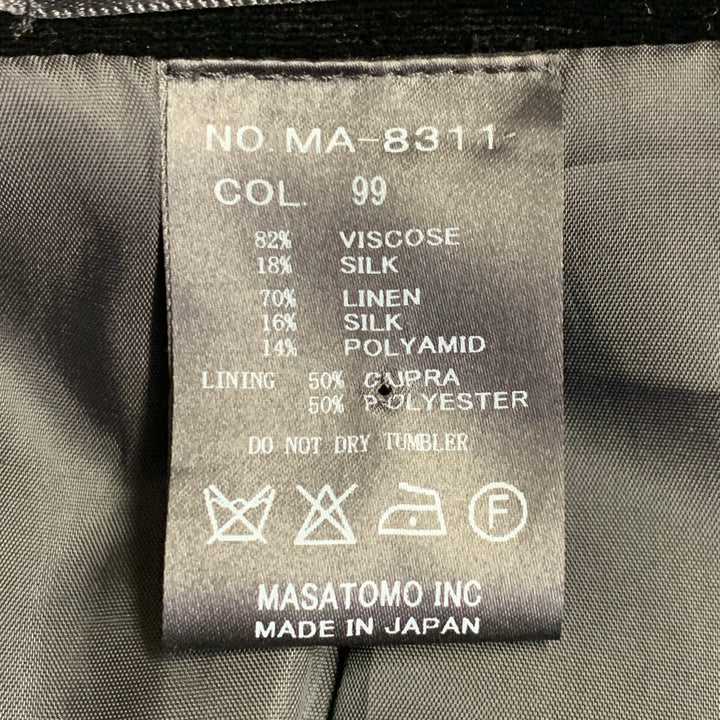 NO. MA-8311
COL. 99
82% VISCOSE
18% SILK
70% LINEN
16% SILK
14% POLYAMID
LINING 50% CUPRA
50% POLYESTER
DO NOT DRY TUMBLER
F
MASATOMO INC
MADE IN JAPAN